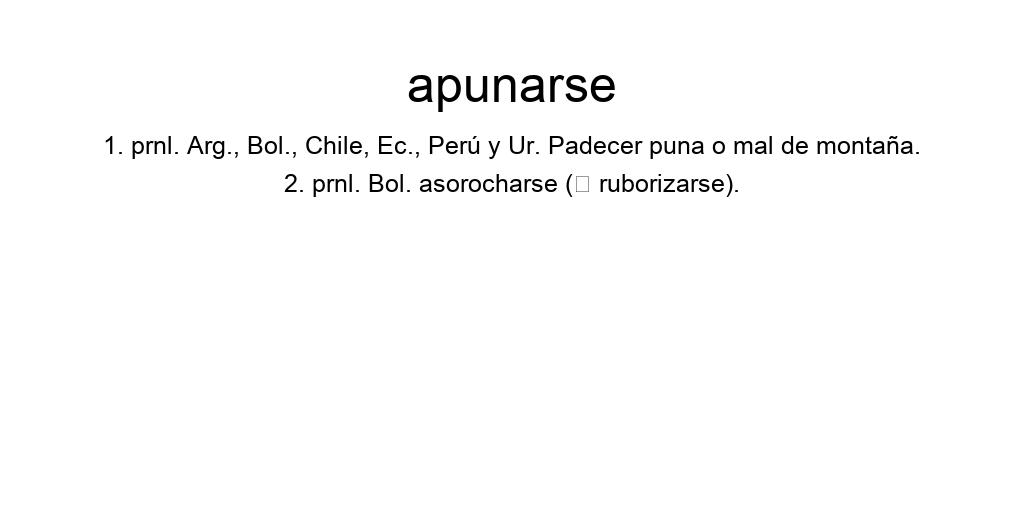 apunarse
1. prnl. Arg., Bol., Chile, Ec., Perú y Ur. Padecer puna o mal de montaña.
2. prnl. Bol. asorocharse (□ ruborizarse).